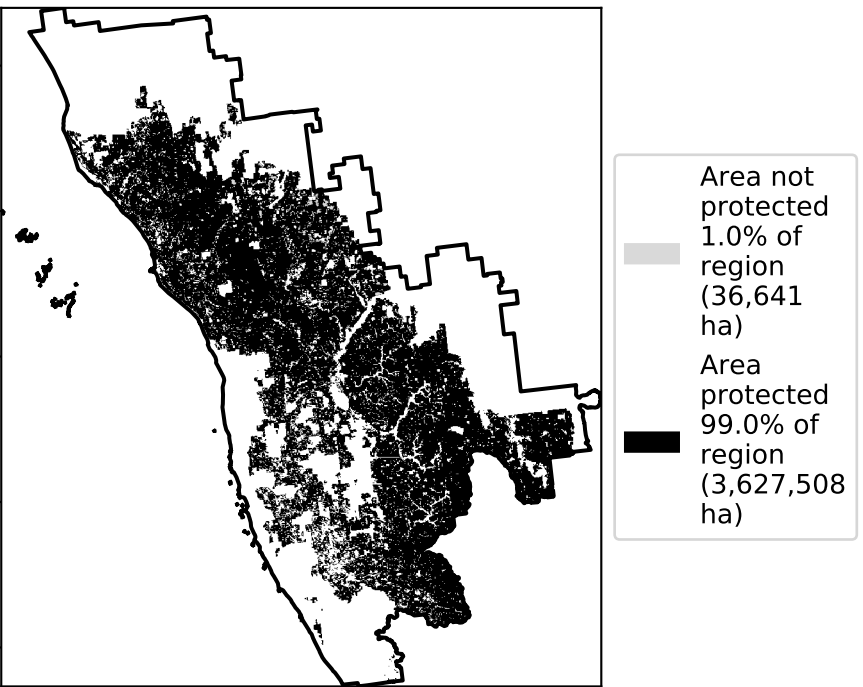 Area not
protected
1.0% of
region
(36,641
ha)
Area
protected
99.0% of
region
(3,627,508
ha)